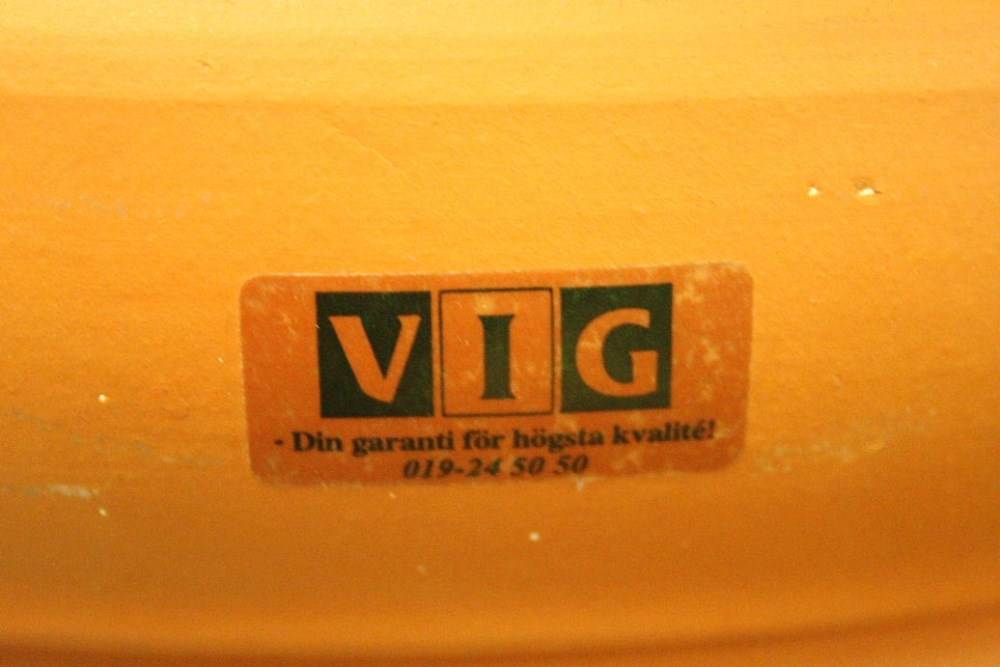 VIG
- Din garanti för högsta kvalité!
019-24 50 50